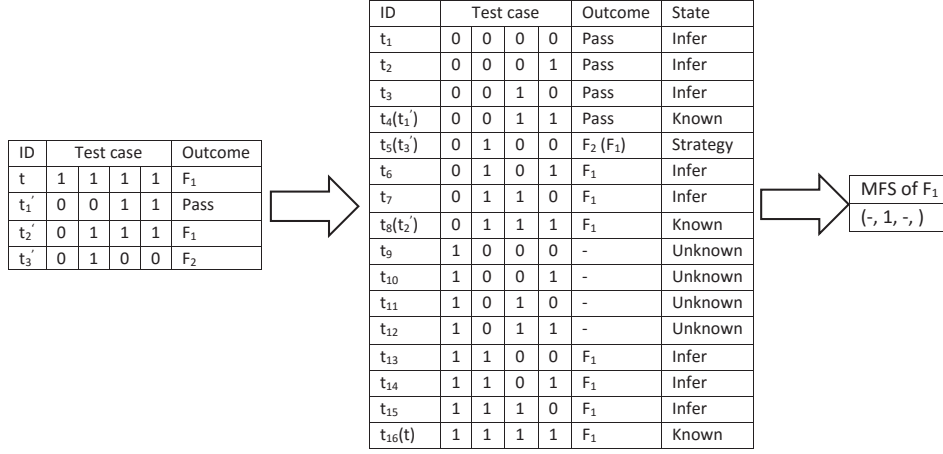 ID Test case Outcome
t 1 1 1 1 F₁
t₁′ 0 0 1 1 Pass
t₂′ 0 1 1 1 F₁
t₃′ 0 1 0 0 F₂
ID Test case Outcome State
t₁ 0 0 0 0 Pass Infer
t₂ 0 0 0 1 Pass Infer
t₃ 0 0 1 0 Pass Infer
t₄(t₁′) 0 0 1 1 Pass Known
t₅(t₃′) 0 1 0 0 F₂ (F₁) Strategy
t₆ 0 1 0 1 F₁ Infer
t₇ 0 1 1 0 F₁ Infer
t₈(t₂′) 0 1 1 1 F₁ Known
t₉ 1 0 0 0 - Unknown
t₁₀ 1 0 0 1 - Unknown
t₁₁ 1 0 1 0 - Unknown
t₁₂ 1 0 1 1 - Unknown
t₁₃ 1 1 0 0 F₁ Infer
t₁₄ 1 1 0 1 F₁ Infer
t₁₅ 1 1 1 0 F₁ Infer
t₁₆(t) 1 1 1 1 F₁ Known
MFS of F₁
(-, 1, -, )